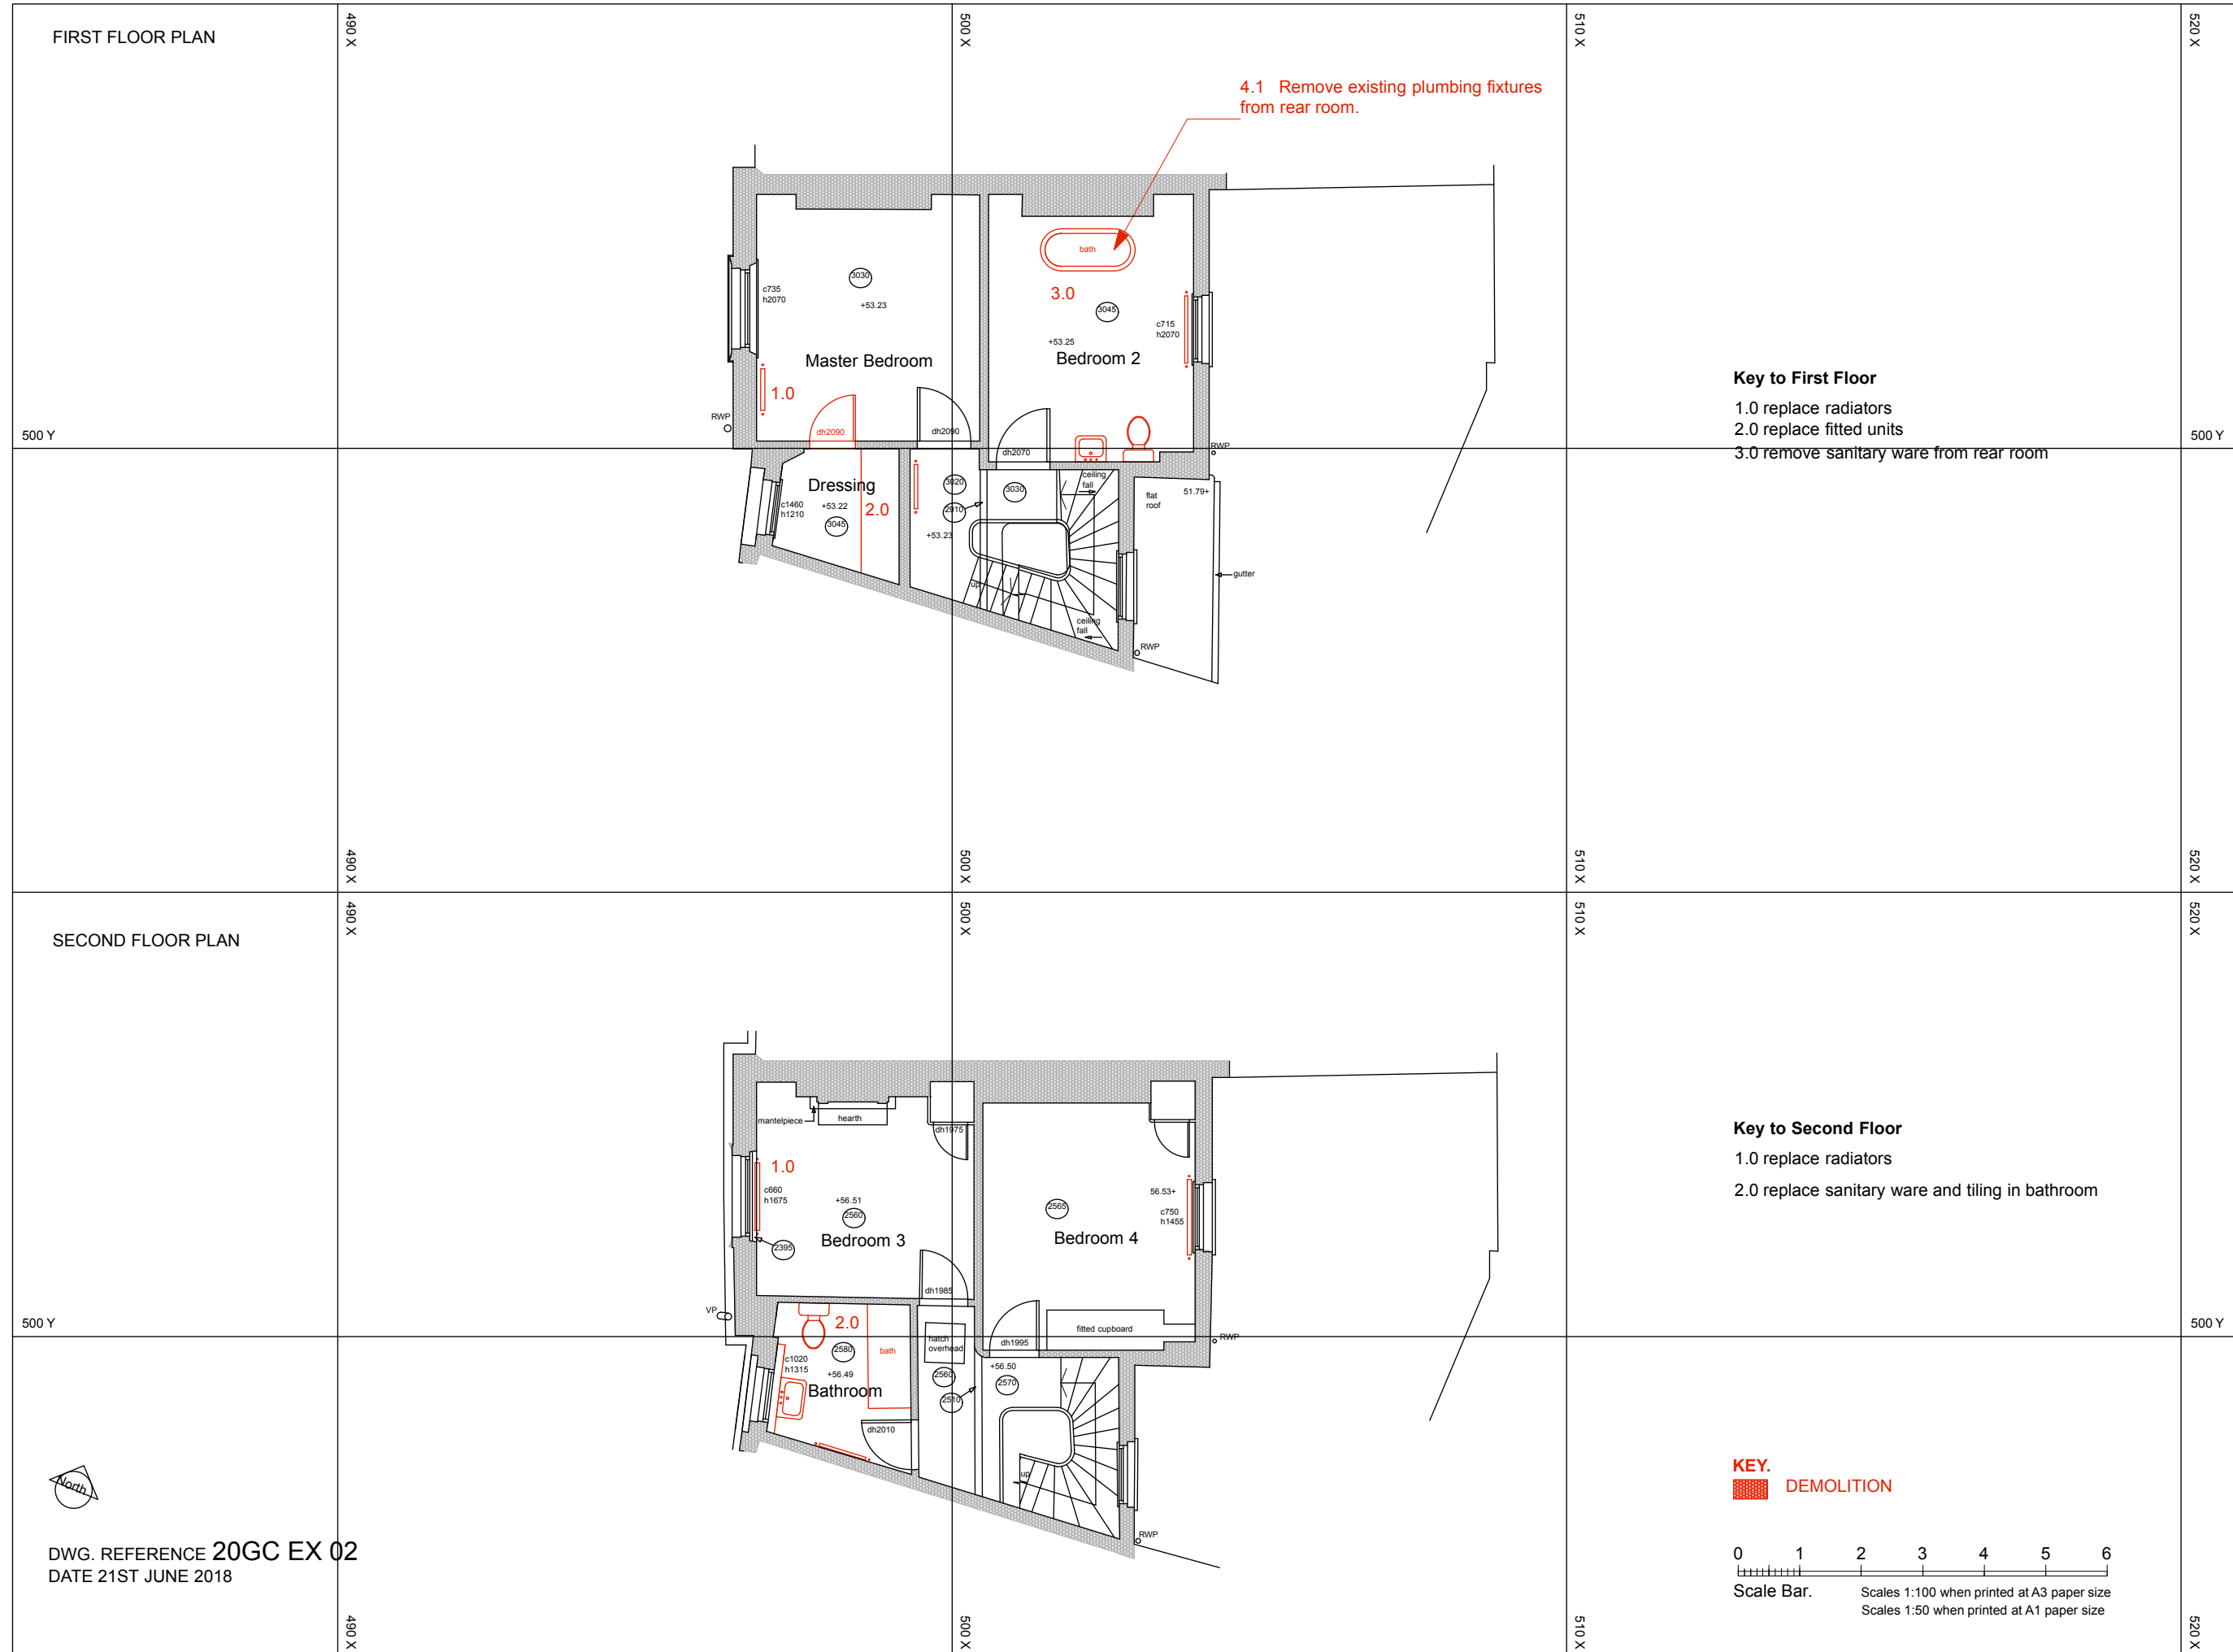 FIRST FLOOR PLAN
490 X
500 X
510 X
520 X
4.1 Remove existing plumbing fixtures
from rear room.
bath
3030
+53.23
c735
h2070
Master Bedroom
1.0
RWP
dh2090
dh2090
3.0
3045
+53.25
c715
h2070
Bedroom 2
dh2070
RWP
500 Y
500 Y
Key to First Floor
1.0 replace radiators
2.0 replace fitted units
3.0 remove sanitary ware from rear room
Dressing
c1460
h1210
+53.22
3045
2.0
3020
2910
+53.23
3030
ceiling
fall
flat
roof
51.79+
gutter
up
ceiling
fall
RWP
490 X
500 X
510 X
520 X
490 X
500 X
510 X
520 X
SECOND FLOOR PLAN
mantelpiece
hearth
dh1975
1.0
c660
h1675
+56.51
2560
Bedroom 3
2395
dh1985
2565
56.53+
c750
h1455
Bedroom 4
Key to Second Floor
1.0 replace radiators
2.0 replace sanitary ware and tiling in bathroom
VP
500 Y
500 Y
2.0
2580
bath
c1020
h1315
+56.49
Bathroom
dh2010
hatch
overhead
2560
2510
dh1995
fitted cupboard
RWP
+56.50
2570
up
RWP
North
DWG. REFERENCE 20GC EX 02
DATE 21ST JUNE 2018
KEY.
DEMOLITION
0 1 2 3 4 5 6
Scale Bar.
Scales 1:100 when printed at A3 paper size
Scales 1:50 when printed at A1 paper size
490 X
500 X
510 X
520 X